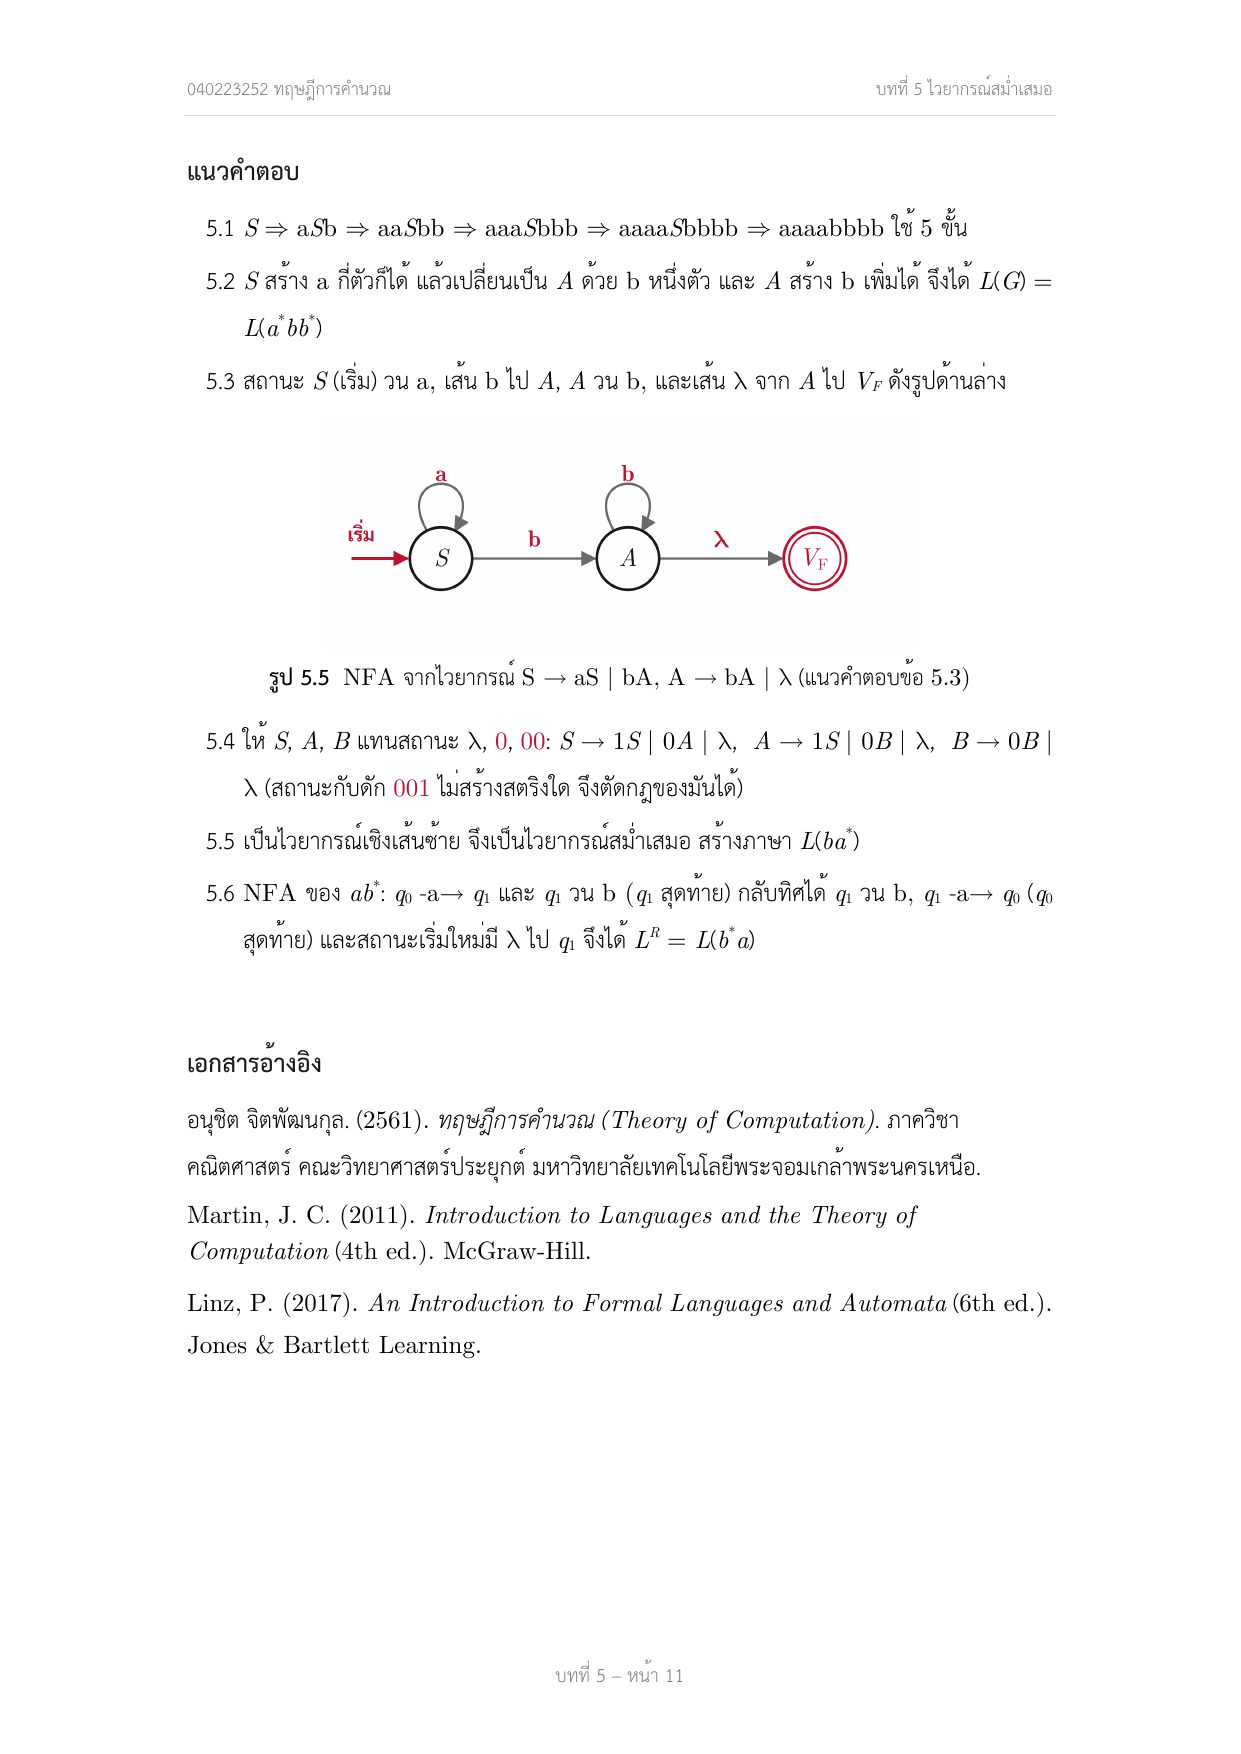 040223252 ทฤษฎีการคำนวณ
บทที่ 5 ไวยากรณ์สม่ำเสมอ
แนวคำตอบ
5.1 S ⇒ aSb ⇒ aaSbb ⇒ aaaSbbb ⇒ aaaaSbbbb ⇒ aaaabbbb ใช้ 5 ขั้น
5.2 S สร้าง a กี่ตัวก็ได้ แล้วเปลี่ยนเป็น A ด้วย b หนึ่งตัว และ A สร้าง b เพิ่มได้ จึงได้ L(G) =
L(a*bb*)
5.3 สถานะ S (เริ่ม) วน a, เส้น b ไป A, A วน b, และเส้น λ จาก A ไป V_F ดังรูปด้านล่าง
a
b
เริ่ม
b
λ
S
A
V_F
รูป 5.5 NFA จากไวยากรณ์ S → aS | bA, A → bA | λ (แนวคำตอบข้อ 5.3)
5.4 ให้ S, A, B แทนสถานะ λ, 0, 00: S → 1S | 0A | λ, A → 1S | 0B | λ, B → 0B |
λ (สถานะกับดัก 001 ไม่สร้างสตริงใด จึงตัดกฎของมันได้)
5.5 เป็นไวยากรณ์เชิงเส้นซ้าย จึงเป็นไวยากรณ์สม่ำเสมอ สร้างภาษา L(ba*)
5.6 NFA ของ ab*: q₀ -a→ q₁ และ q₁ วน b (q₁ สุดท้าย) กลับทิศได้ q₁ วน b, q₁ -a→ q₀ (q₀
สุดท้าย) และสถานะเริ่มใหม่มี λ ไป q₁ จึงได้ Lᴿ = L(b*a)
เอกสารอ้างอิง
อนุชิต จิตพัฒนกุล. (2561). ทฤษฎีการคำนวณ (Theory of Computation). ภาควิชา
คณิตศาสตร์ คณะวิทยาศาสตร์ประยุกต์ มหาวิทยาลัยเทคโนโลยีพระจอมเกล้าพระนครเหนือ.
Martin, J. C. (2011). Introduction to Languages and the Theory of
Computation (4th ed.). McGraw-Hill.
Linz, P. (2017). An Introduction to Formal Languages and Automata (6th ed.).
Jones & Bartlett Learning.
บทที่ 5 – หน้า 11